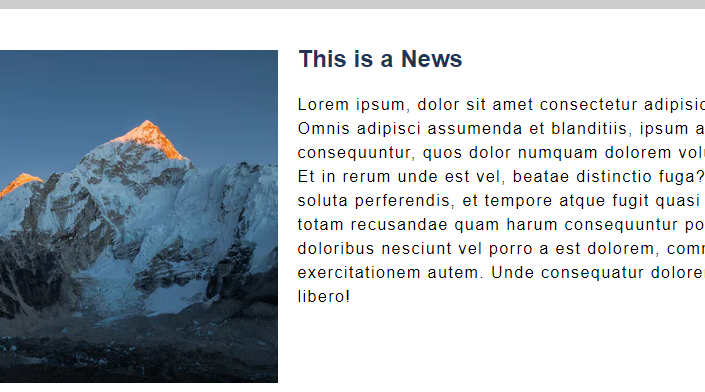 This is a News
Lorem ipsum, dolor sit amet consectetur adipisic
Omnis adipisci assumenda et blanditiis, ipsum a
consequuntur, quos dolor numquam dolorem volu
Et in rerum unde est vel, beatae distinctio fuga?
soluta perferendis, et tempore atque fugit quasi
totam recusandae quam harum consequuntur po
doloribus nesciunt vel porro a est dolorem, com
exercitationem autem. Unde consequatur dolore
libero!